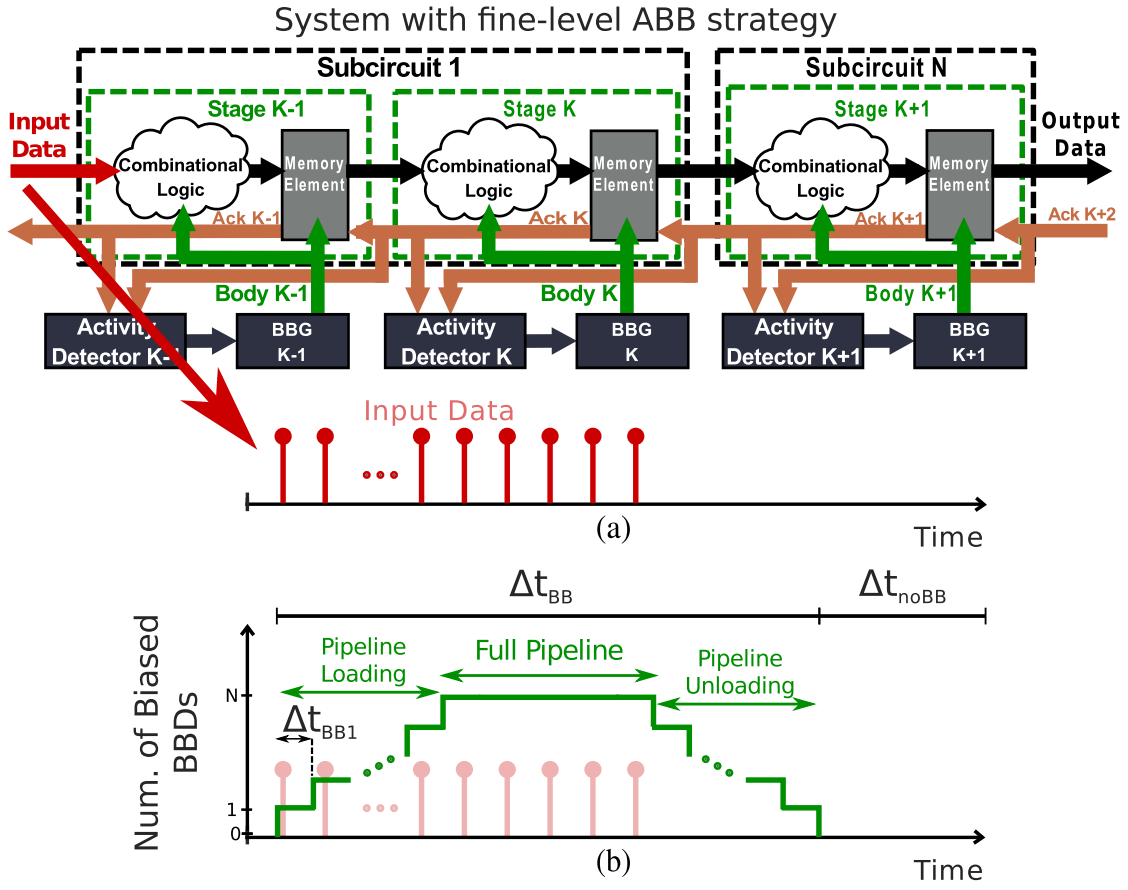 System with fine-level ABB strategy
Subcircuit 1
Subcircuit N
Stage K-1
Stage K
Stage K+1
Input
Data
Combinational
Logic
Memory
Element
Combinational
Logic
Memory
Element
Combinational
Logic
Memory
Element
Output
Data
Ack K-1
Ack K
Ack K+1
Ack K+2
Body K-1
Body K
Body K+1
Activity
Detector K-1
BBG
K-1
Activity
Detector K
BBG
K
Activity
Detector K+1
BBG
K+1
Input Data
Time
(a)
ΔtBB
ΔtnoBB
Num. of Biased
BBDs
Pipeline
Loading
Full Pipeline
Pipeline
Unloading
N
ΔtBB1
1
0
Time
(b)